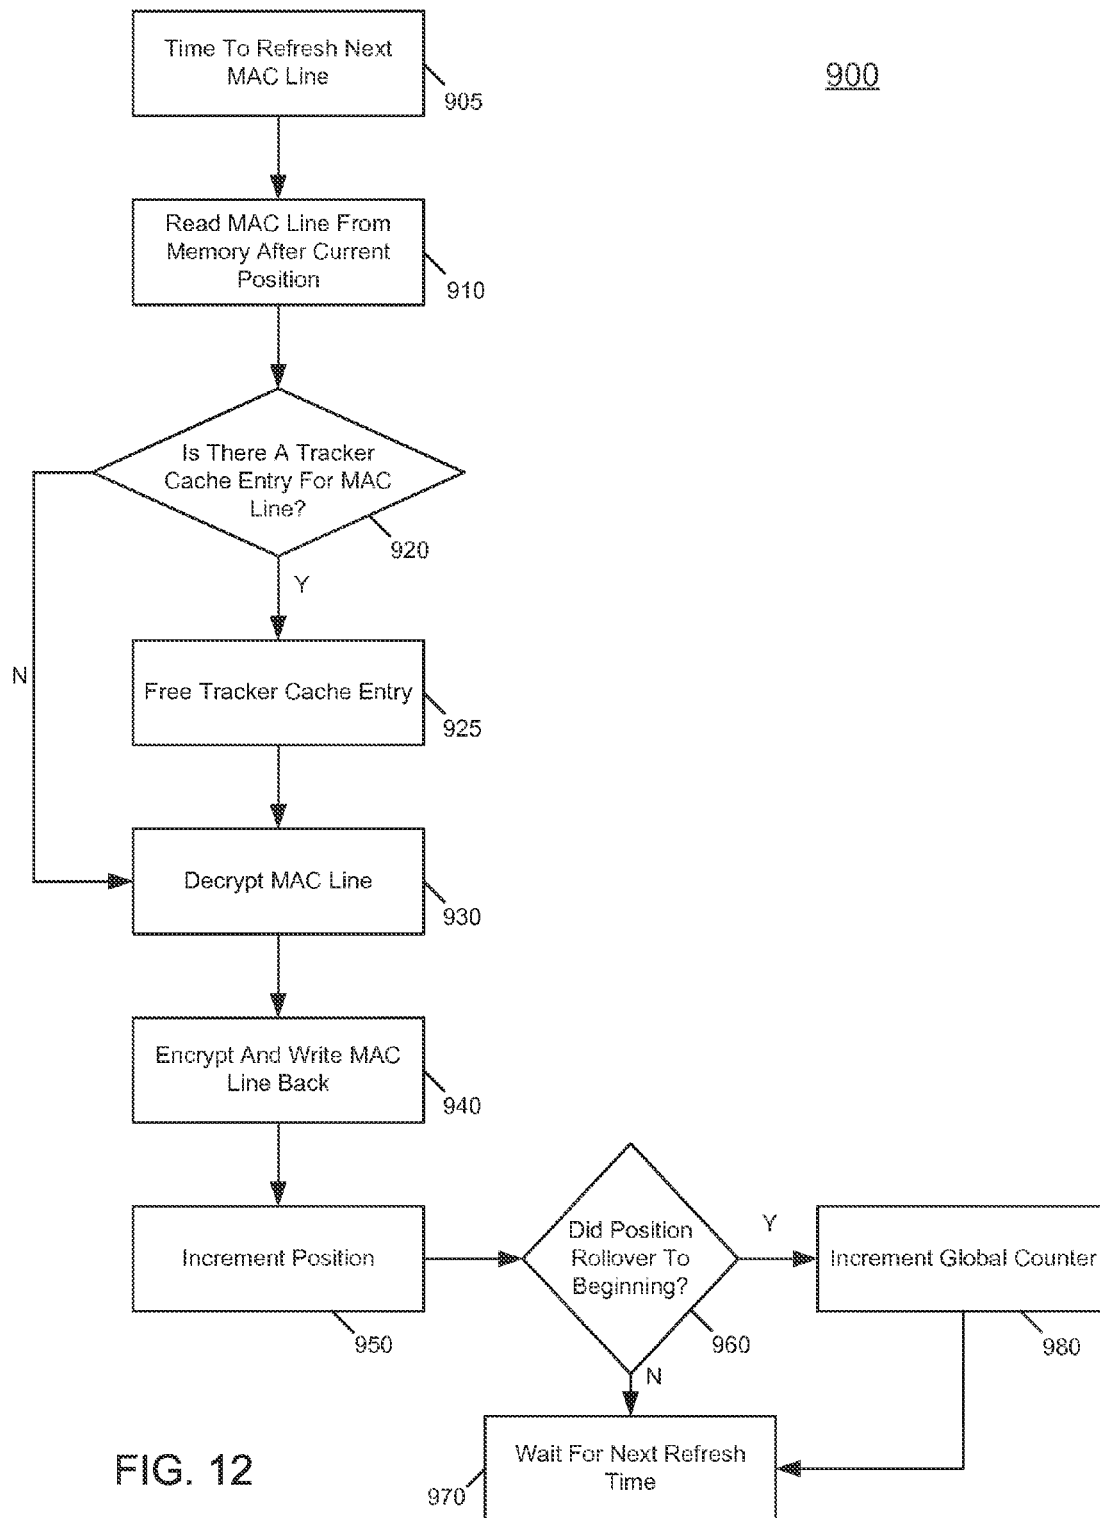 Time To Refresh Next
MAC Line
905
900
Read MAC Line From
Memory After Current
Position
910
Is There A Tracker
Cache Entry For MAC
Line?
920
Y
N
Free Tracker Cache Entry
925
Decrypt MAC Line
930
Encrypt And Write MAC
Line Back
940
Increment Position
950
Did Position
Rollover To
Beginning?
960
Y
Increment Global Counter
980
N
Wait For Next Refresh
Time
970
FIG. 12